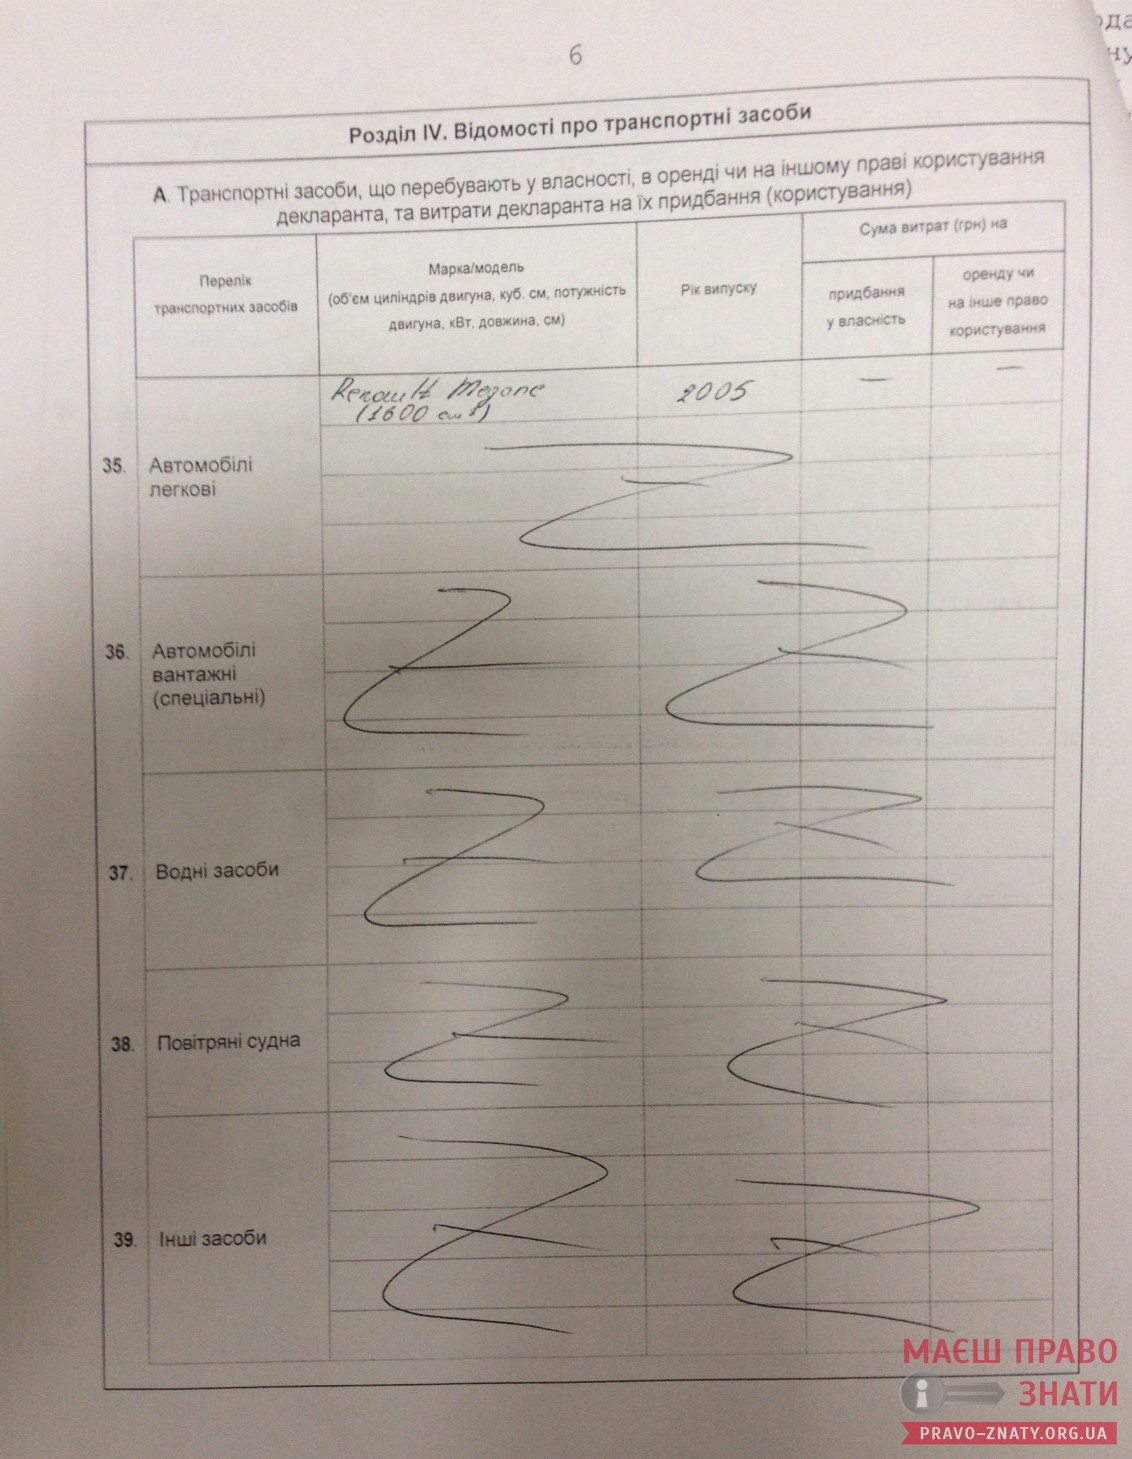 6
ода
ну
Розділ IV. Відомості про транспортні засоби
А. Транспортні засоби, що перебувають у власності, в оренді чи на іншому праві користування
декларанта, та витрати декларанта на їх придбання (користування)
Перелік
транспортних засобів
Марка/модель
(об'єм циліндрів двигуна, куб. см, потужність
двигуна, кВт, довжина, см)
Рік випуску
Сума витрат (грн) на
придбання
у власність
оренду чи
на інше право
користування
Renault Megane
(1600 см³)
2005
—
—
35. Автомобілі
легкові
36. Автомобілі
вантажні
(спеціальні)
37. Водні засоби
38. Повітряні судна
39. Інші засоби
МАЄШ ПРАВО
ЗНАТИ
PRAVO-ZNATY.ORG.UA